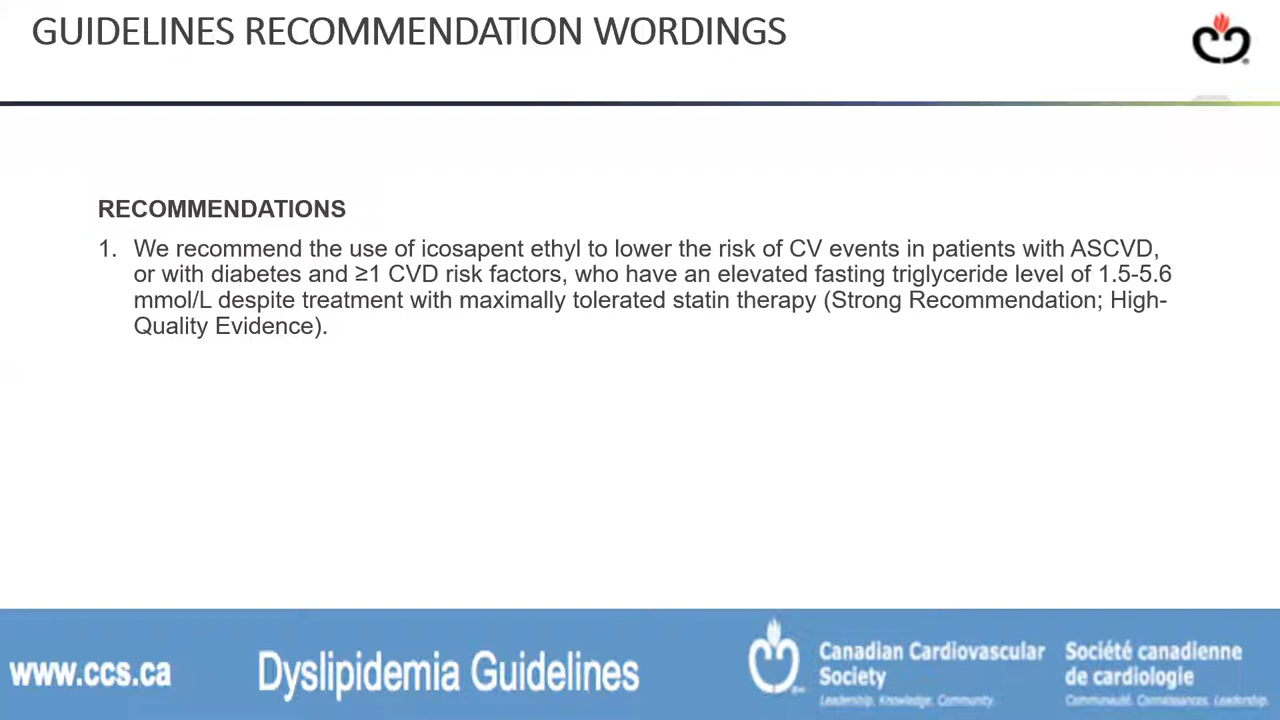 GUIDELINES RECOMMENDATION WORDINGS
RECOMMENDATIONS
1. We recommend the use of icosapent ethyl to lower the risk of CV events in patients with ASCVD,
or with diabetes and ≥1 CVD risk factors, who have an elevated fasting triglyceride level of 1.5-5.6
mmol/L despite treatment with maximally tolerated statin therapy (Strong Recommendation; High-
Quality Evidence).
www.ccs.ca
Dyslipidemia Guidelines
Canadian Cardiovascular
Society
Leadership. Knowledge. Community.
Société canadienne
de cardiologie
Communauté. Connaissances. Leadership.